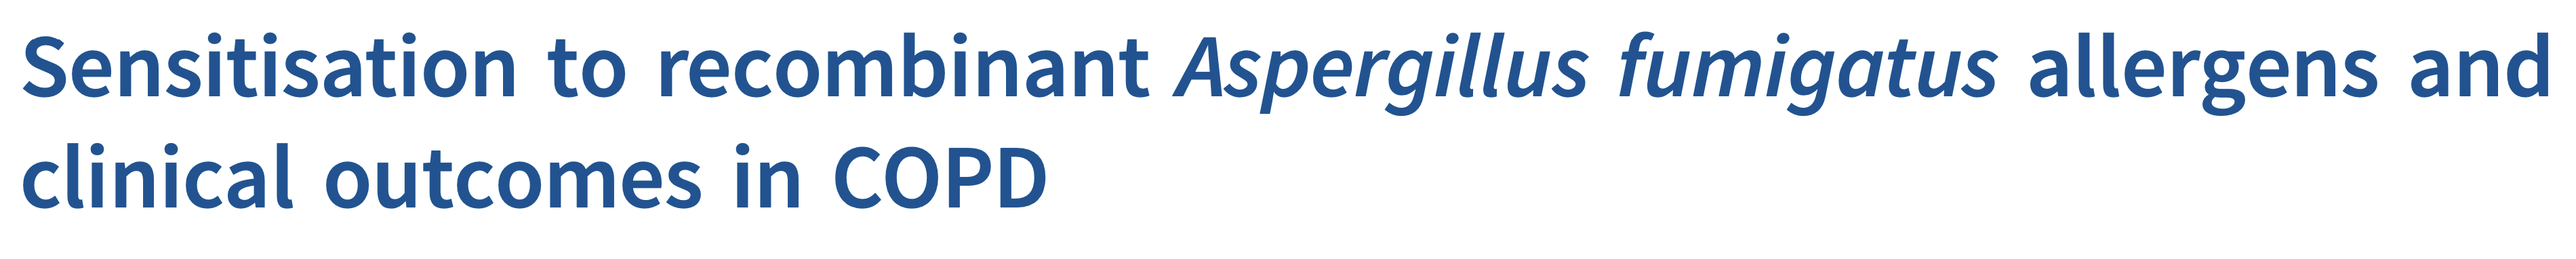 Sensitisation to recombinant Aspergillus fumigatus allergens and
clinical outcomes in COPD